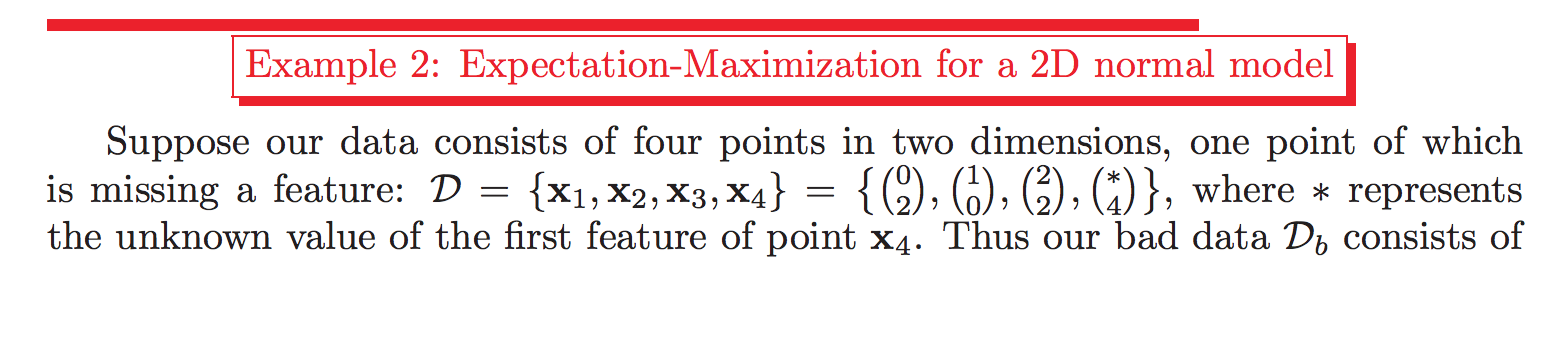 Example 2: Expectation-Maximization for a 2D normal model
Suppose our data consists of four points in two dimensions, one point of which
is missing a feature: 𝒟 = {𝐱₁, 𝐱₂, 𝐱₃, 𝐱₄} = {(0 2), (1 0), (2 2), (* 4)}, where * represents
the unknown value of the first feature of point 𝐱₄. Thus our bad data 𝒟_b consists of